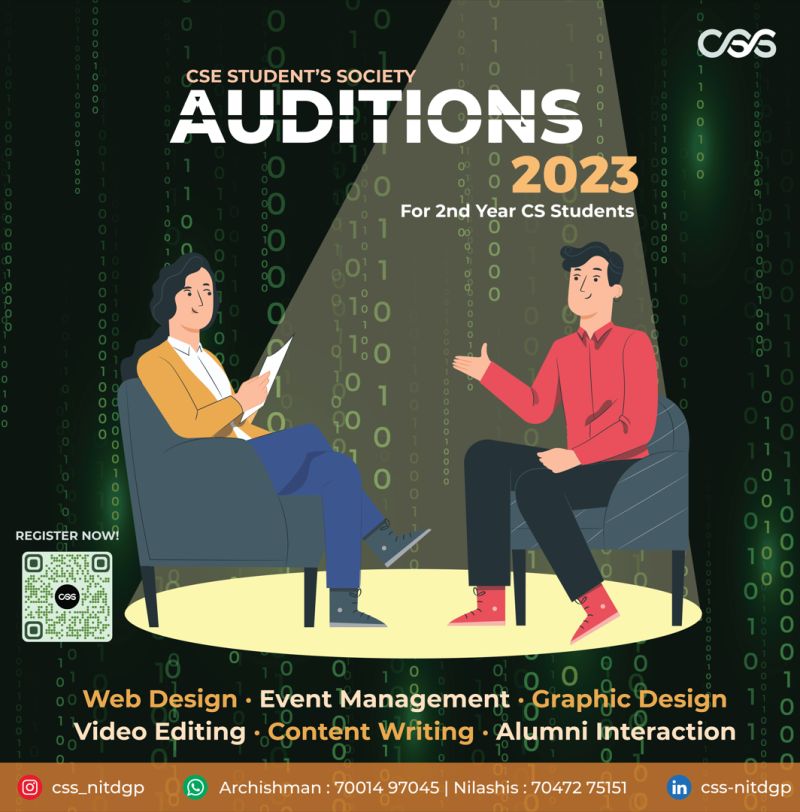 CSS
CSE STUDENT'S SOCIETY
AUDITIONS
2023
For 2nd Year CS Students
REGISTER NOW!
CSS
Web Design · Event Management · Graphic Design
Video Editing · Content Writing · Alumni Interaction
css_nitdgp
Archishman : 70014 97045 | Nilashis : 70472 75151
in css-nitdgp